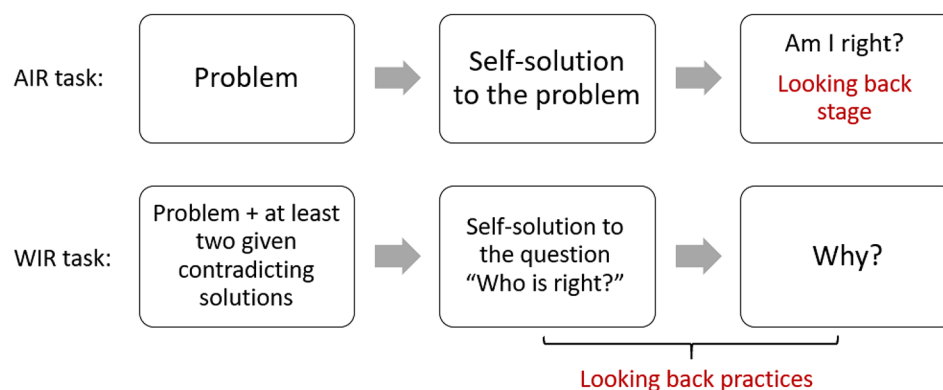 AIR task:
Problem
Self-solution
to the problem
Am I right?
Looking back
stage
WIR task:
Problem + at least
two given
contradicting
solutions
Self-solution to
the question
“Who is right?”
Why?
Looking back practices